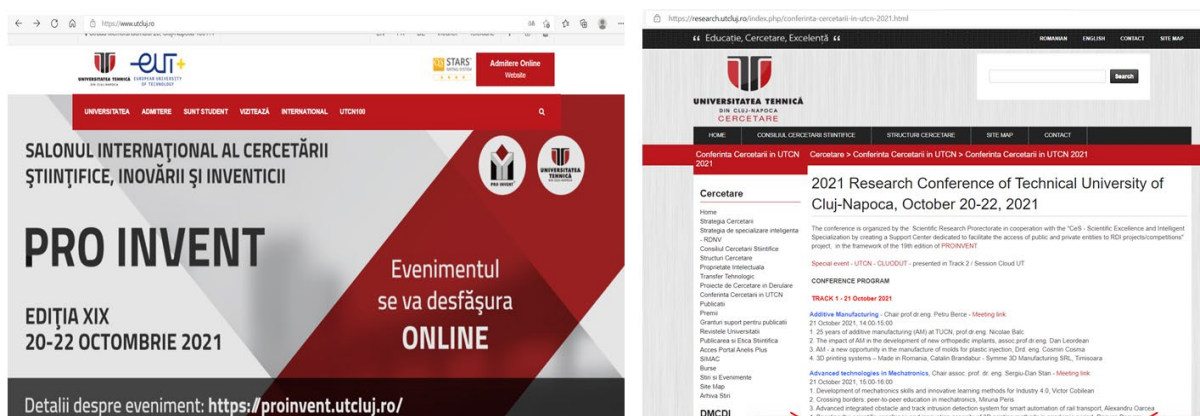 https://www.utcluj.ro
UNIVERSITATEA TEHNICĂ
DIN CLUJ-NAPOCA
EUT+
EUROPEAN UNIVERSITY
OF TECHNOLOGY
STARS
RATING SYSTEM
Admitere Online
Website
UNIVERSITATEA ADMITERE SUNT STUDENT VIZITEAZĂ INTERNAȚIONAL UTCN100
SALONUL INTERNAŢIONAL AL CERCETĂRII
ŞTIINŢIFICE, INOVĂRII ŞI INVENTICII
PRO INVENT
UNIVERSITATEA
TEHNICĂ
PRO INVENT
EDIŢIA XIX
20-22 OCTOMBRIE 2021
Evenimentul
se va desfăşura
ONLINE
Detalii despre eveniment: https://proinvent.utcluj.ro/
https://research.utcluj.ro/index.php/conferinta-cercetarii-in-utcn-2021.html
Educație, Cercetare, Excelență
ROMANIAN ENGLISH CONTACT SITE MAP
UNIVERSITATEA TEHNICĂ
DIN CLUJ-NAPOCA
CERCETARE
Search
HOME CONSILIUL CERCETARII STIINTIFICE STRUCTURI CERCETARE SITE MAP CONTACT
Conferinta Cercetarii in UTCN
2021
Cercetare > Conferinta Cercetarii in UTCN > Conferinta Cercetarii in UTCN 2021
Cercetare
Home
Strategia Cercetarii
Strategia de specializare inteligenta
- RDNV
Consiliul Cercetarii Stiintifice
Structuri Cercetare
Proprietate Intelectuala
Transfer Tehnologic
Proiecte de Cercetare in Derulare
Conferinta Cercetarii in UTCN
Publicatii
Premii
Granturi suport pentru publicatii
Revistele Universitatii
Publicarea si Etica Stiintifica
Acces Portal Anelis Plus
SIMAC
Burse
Stiri si Evenimente
Site Map
Arhiva Stiri
DMCDI
2021 Research Conference of Technical University of
Cluj-Napoca, October 20-22, 2021
The conference is organized by the Scientific Research Prorectorate in cooperation with the "CeS - Scientific Excellence and Intelligent
Specialization by creating a Support Center dedicated to facilitate the access of public and private entities to RDI projects/competitions"
project, in the framework of the 19th edition of PROINVENT.
Special event - UTCN - CLUODUT - presented in Track 2 / Session Cloud UT
CONFERENCE PROGRAM
TRACK 1 - 21 October 2021
Additive Manufacturing - Chair prof.dr.eng. Petru Berce - Meeting link
21 October 2021, 14:00-15:00
1. 25 years of additive manufacturing (AM) at TUCN, prof.dr.eng. Nicolae Balc
2. The impact of AM in the development of new orthopedic implants, assoc.prof.dr.eng. Dan Leordean
3. AM - a new opportunity in the manufacture of molds for plastic injection, Drd. eng. Cosmin Cosma
4. 3D printing systems – Made in Romania, Catalin Brandabur - Symme 3D Manufacturing SRL, Timisoara
Advanced technologies in Mechatronics, Chair assoc. prof. dr. eng. Sergiu-Dan Stan - Meeting link
21 October 2021, 15:00-16:00
1. Development of mechatronics skills and innovative learning methods for Industry 4.0, Victor Coblean
2. Crossing borders: peer-to-peer education in mechatronics, Miruna Peris
3. Advanced integrated obstacle and track intrusion detection system for smart automation of rail transport, Alexandru Oarcea